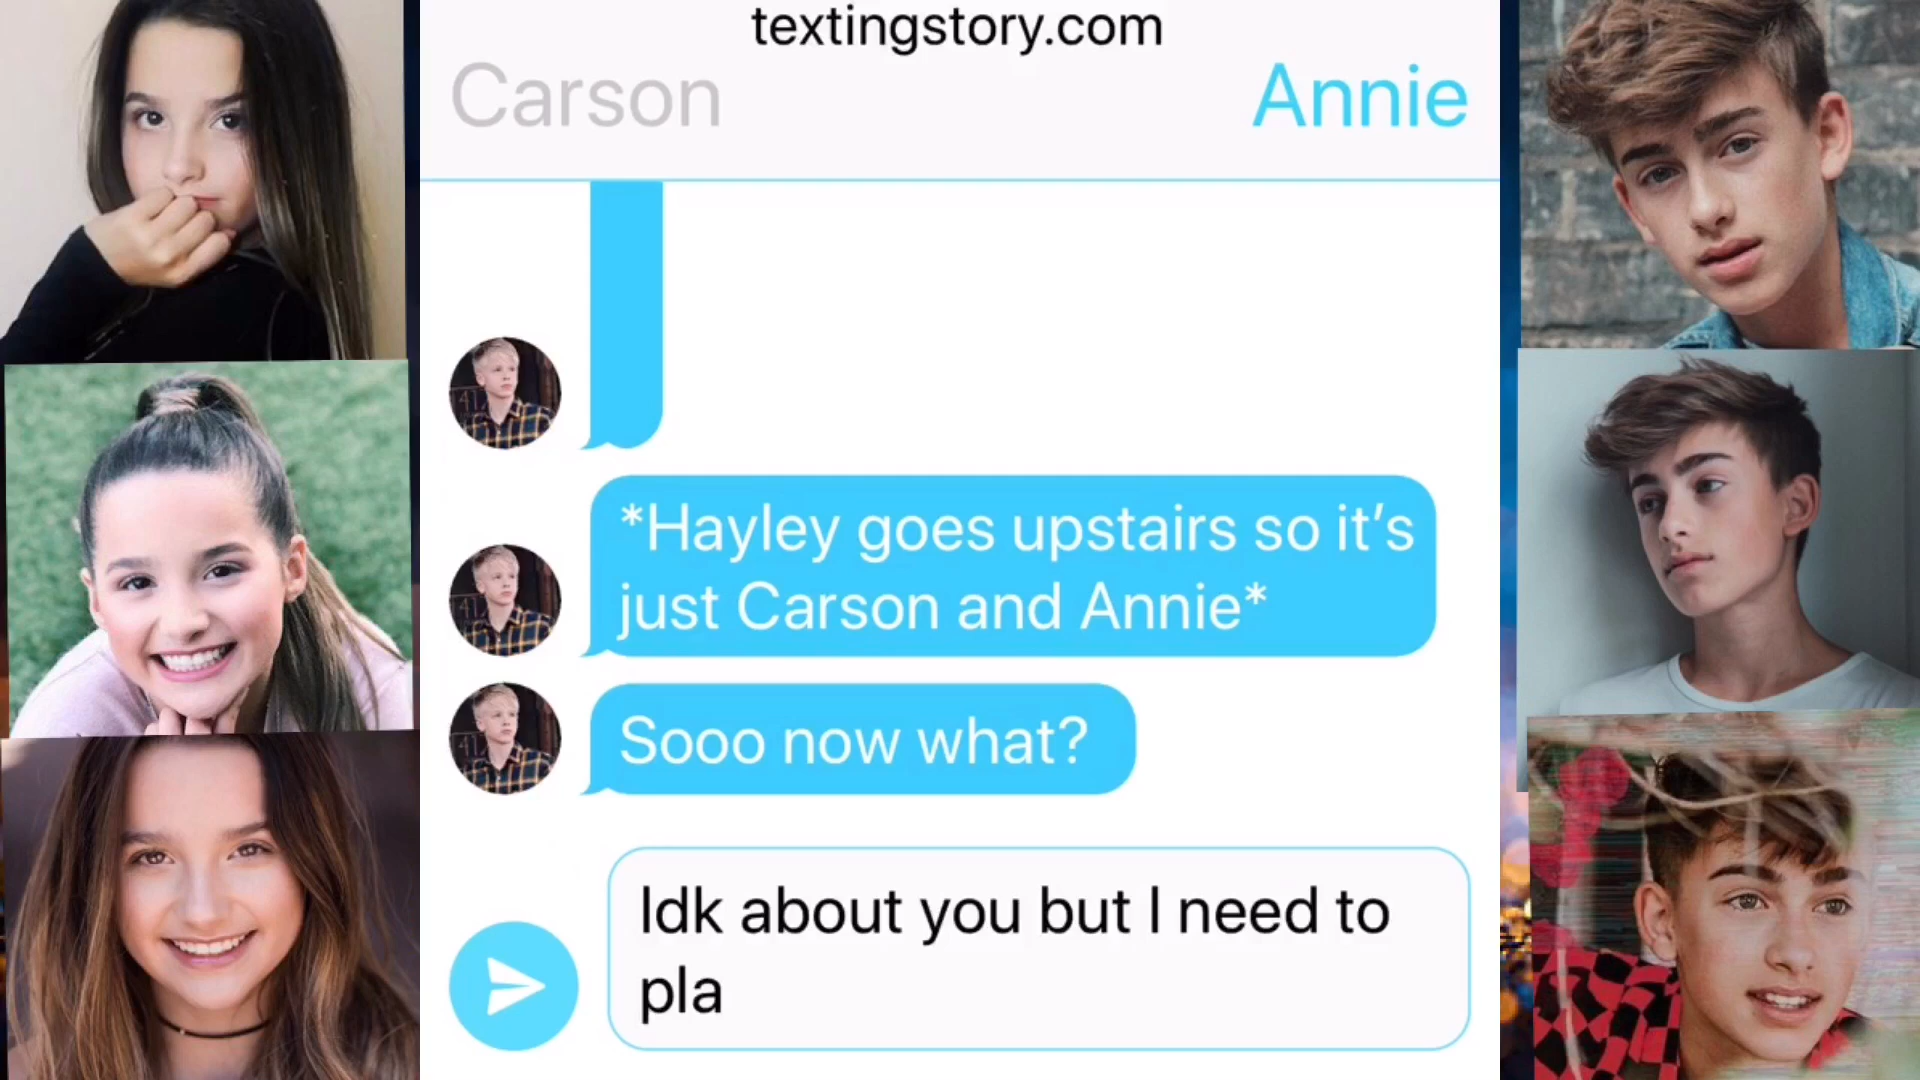 textingstory.com
Carson
Annie
*Hayley goes upstairs so it's
just Carson and Annie*
Sooo now what?
Idk about you but I need to
pla